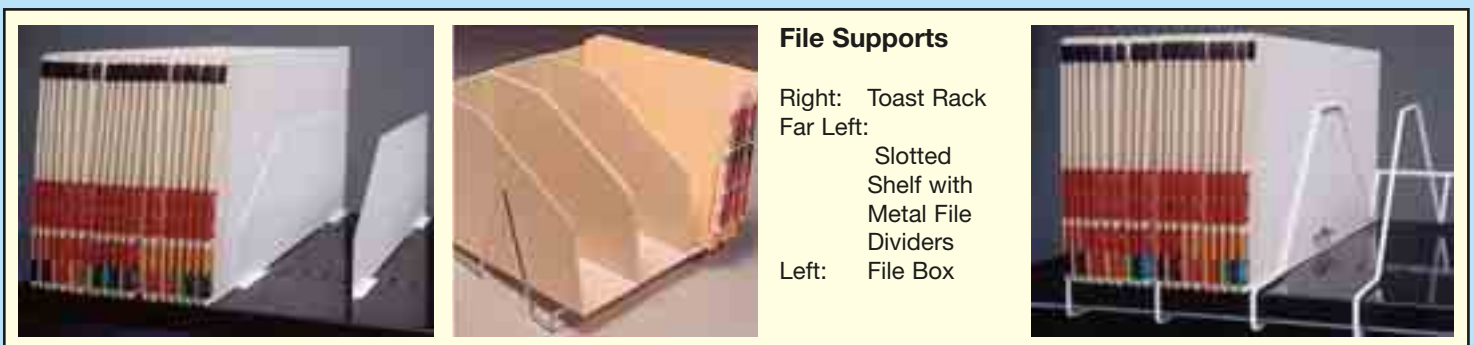 File Supports
Right: Toast Rack
Far Left:
Slotted
Shelf with
Metal File
Dividers
Left: File Box